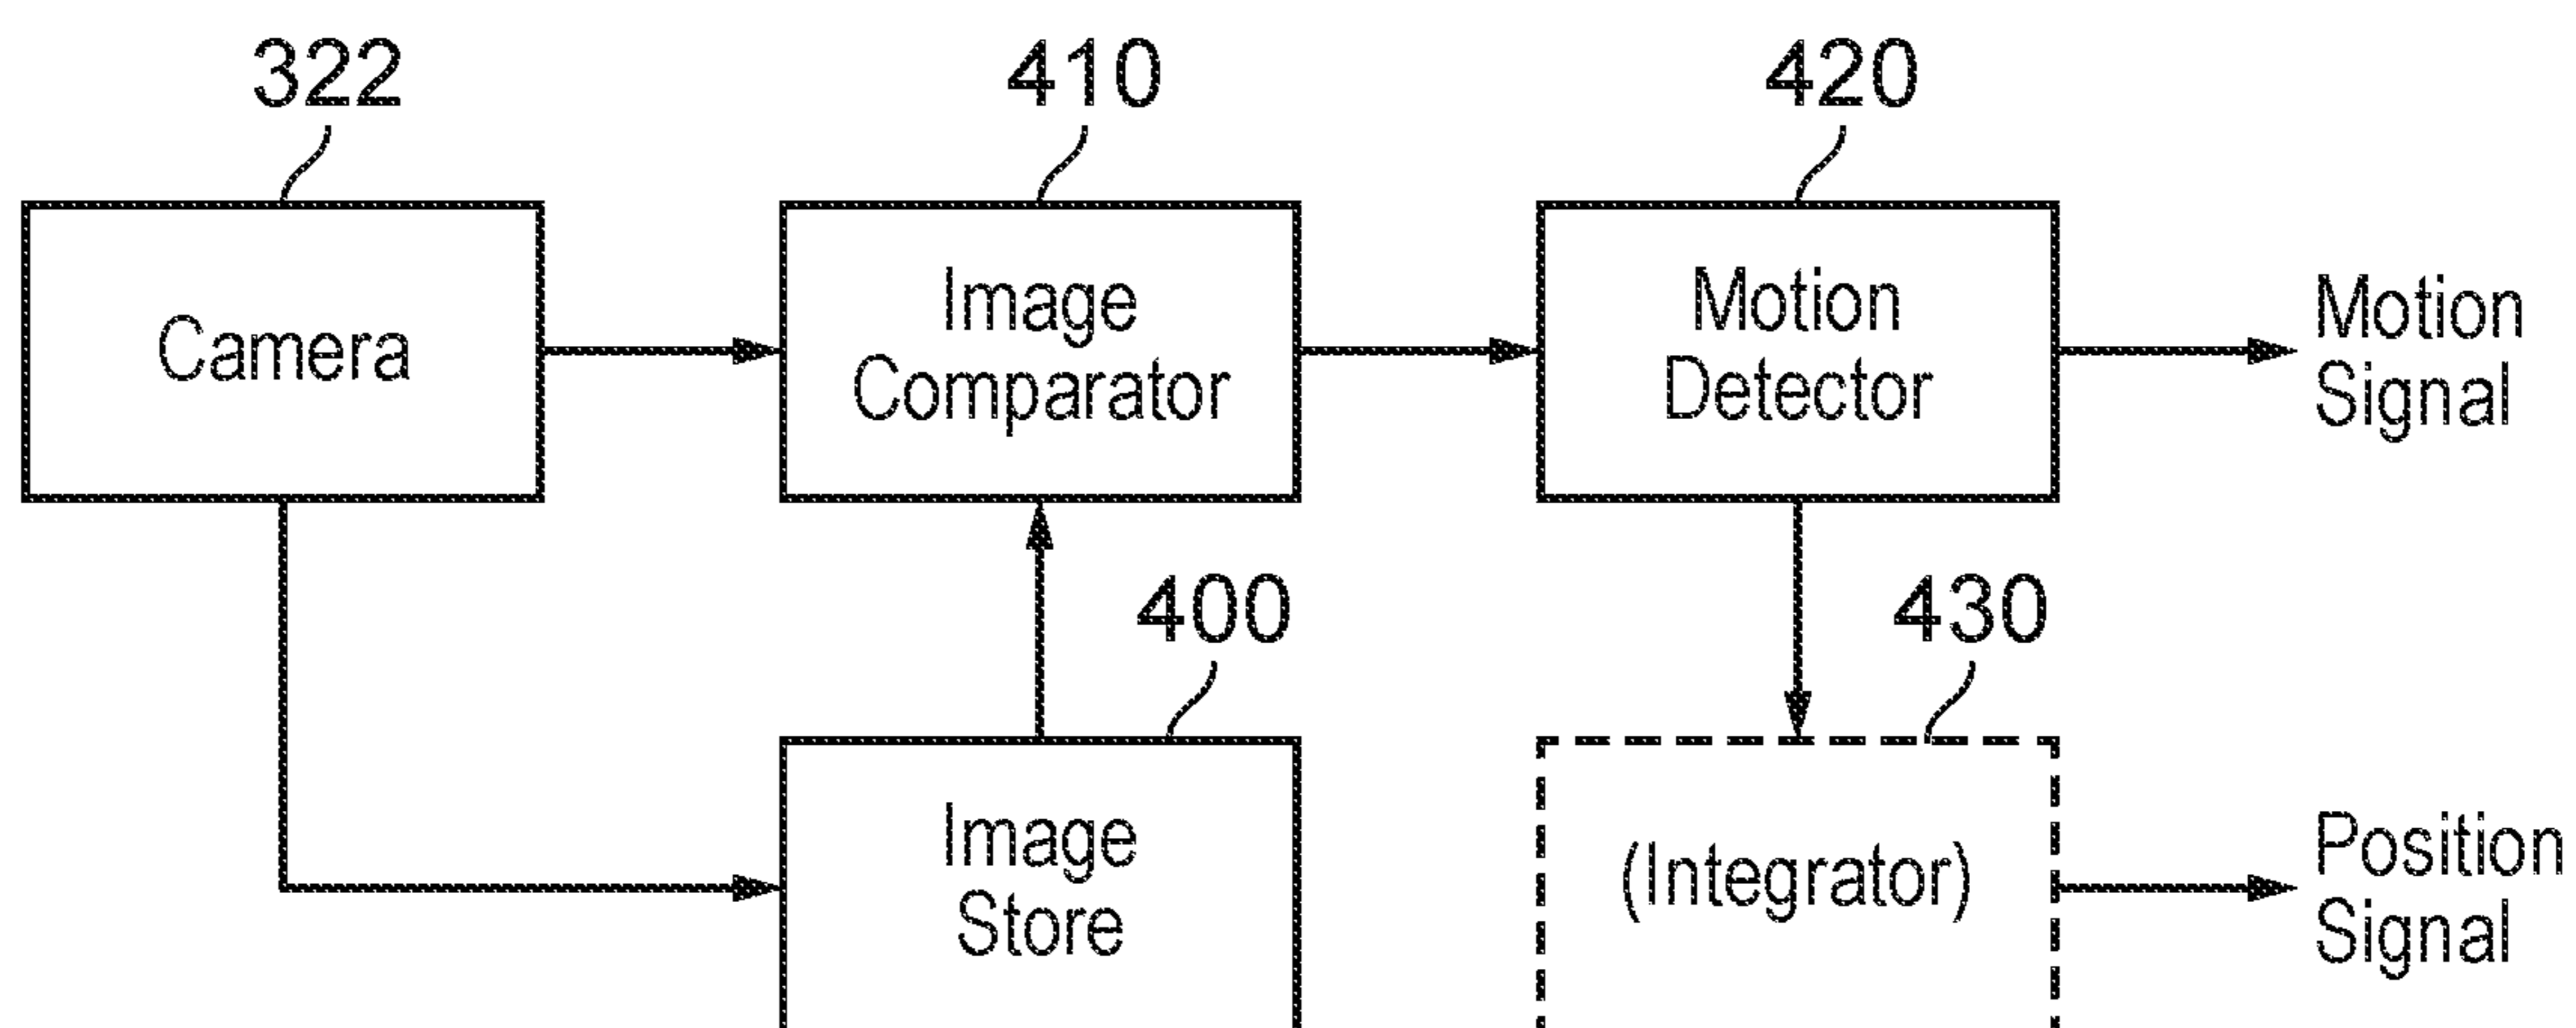 322
410
420
Camera
Image
Comparator
Motion
Detector
Motion
Signal
400
430
Image
Store
(Integrator)
Position
Signal